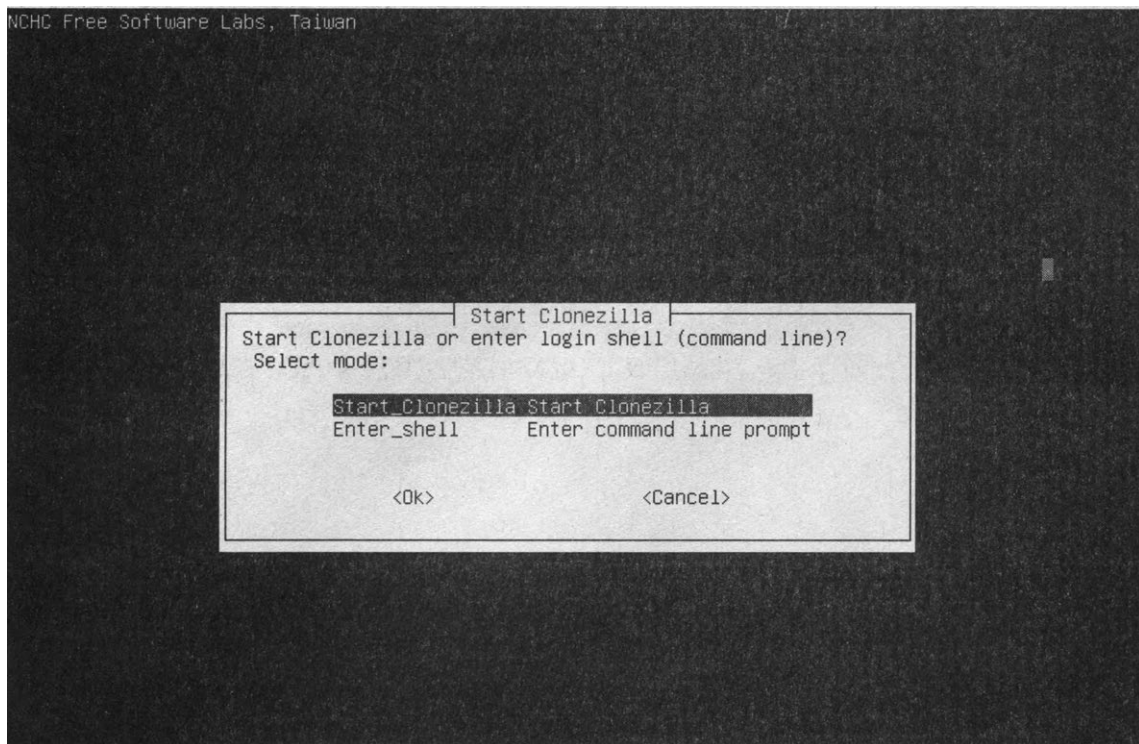 NCHC Free Software Labs, Taiwan
Start Clonezilla
Start Clonezilla or enter login shell (command line)?
Select mode:
Start_Clonezilla Start Clonezilla
Enter_shell Enter command line prompt
<Ok> <Cancel>